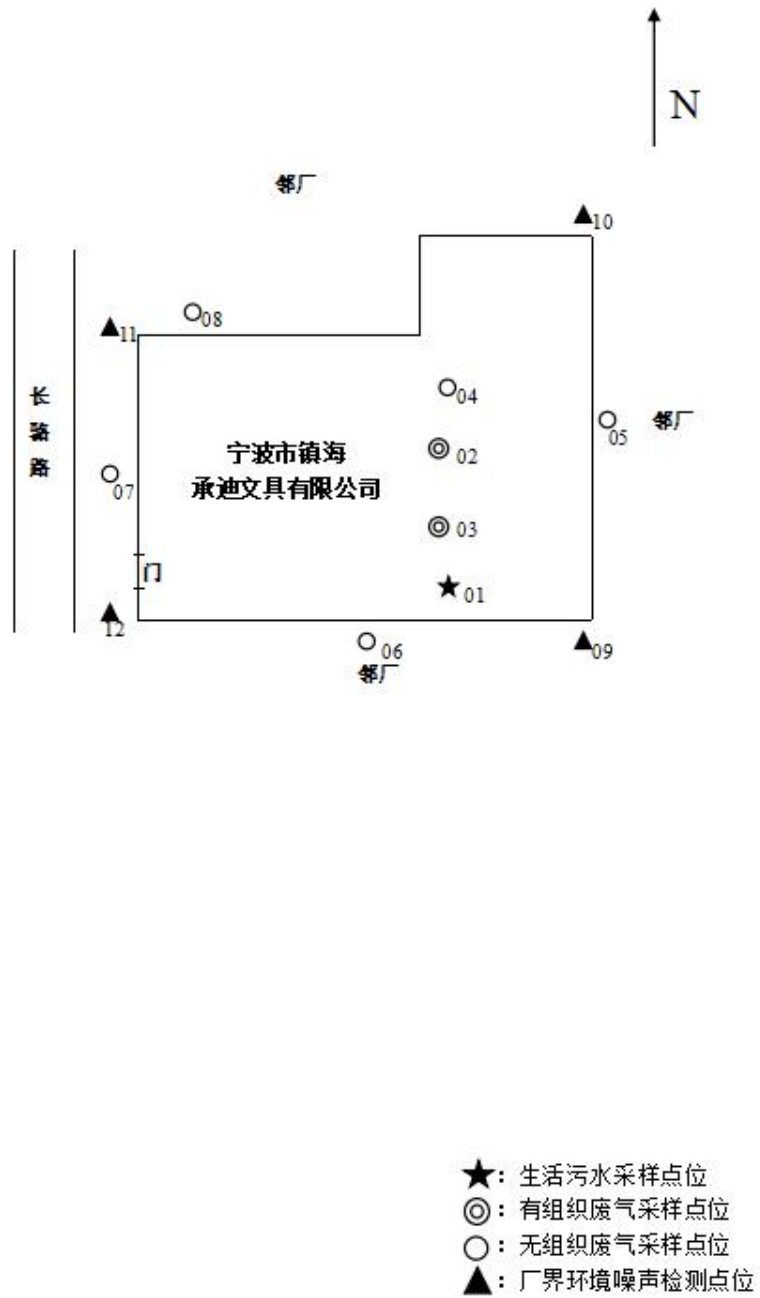 N
邻厂
10
08
11
04
05
邻厂
宁波市镇海
承迪文具有限公司
02
07
03
门
01
12
06
09
邻厂
★：生活污水采样点位
◎：有组织废气采样点位
○：无组织废气采样点位
▲：厂界环境噪声检测点位